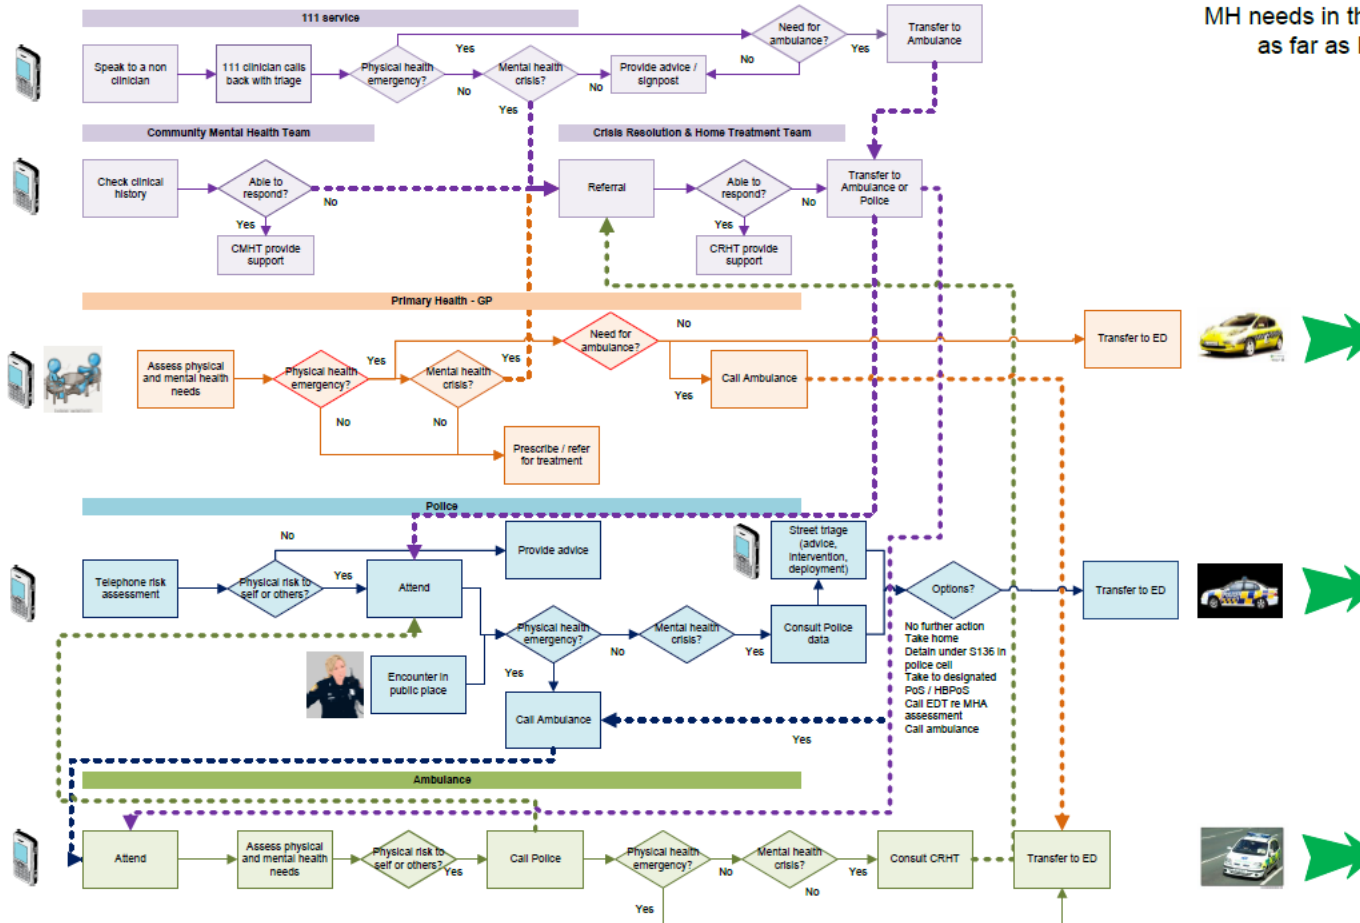 MH needs in th
as far as
111 service
Speak to a non
clinician
111 clinician calls
back with triage
Physical health
emergency?
Yes
No
Mental health
crisis?
No
Yes
Provide advice /
signpost
Need for
ambulance?
Yes
No
Transfer to
Ambulance
Community Mental Health Team
Check clinical
history
Able to
respond?
No
Yes
CMHT provide
support
Crisis Resolution & Home Treatment Team
Referral
Able to
respond?
No
Yes
CRHT provide
support
Transfer to
Ambulance or
Police
Primary Health - GP
Assess physical
and mental health
needs
Physical health
emergency?
Yes
No
Mental health
crisis?
Yes
No
Prescribe / refer
for treatment
Need for
ambulance?
No
Yes
Call Ambulance
Transfer to ED
Police
Telephone risk
assessment
Physical risk to
self or others?
No
Yes
Provide advice
Attend
Encounter in
public place
Physical health
emergency?
No
Yes
Call Ambulance
Mental health
crisis?
Yes
Consult Police
data
Street triage
(advice,
intervention,
deployment)
Options?
No further action
Take home
Detain under S136 in
police cell
Take to designated
PoS / HBPoS
Call EDT re MHA
assessment
Call ambulance
Yes
Transfer to ED
Ambulance
Attend
Assess physical
and mental health
needs
Physical risk to
self or others?
Yes
Call Police
Physical health
emergency?
No
Yes
Mental health
crisis?
Yes
No
Consult CRHT
Transfer to ED